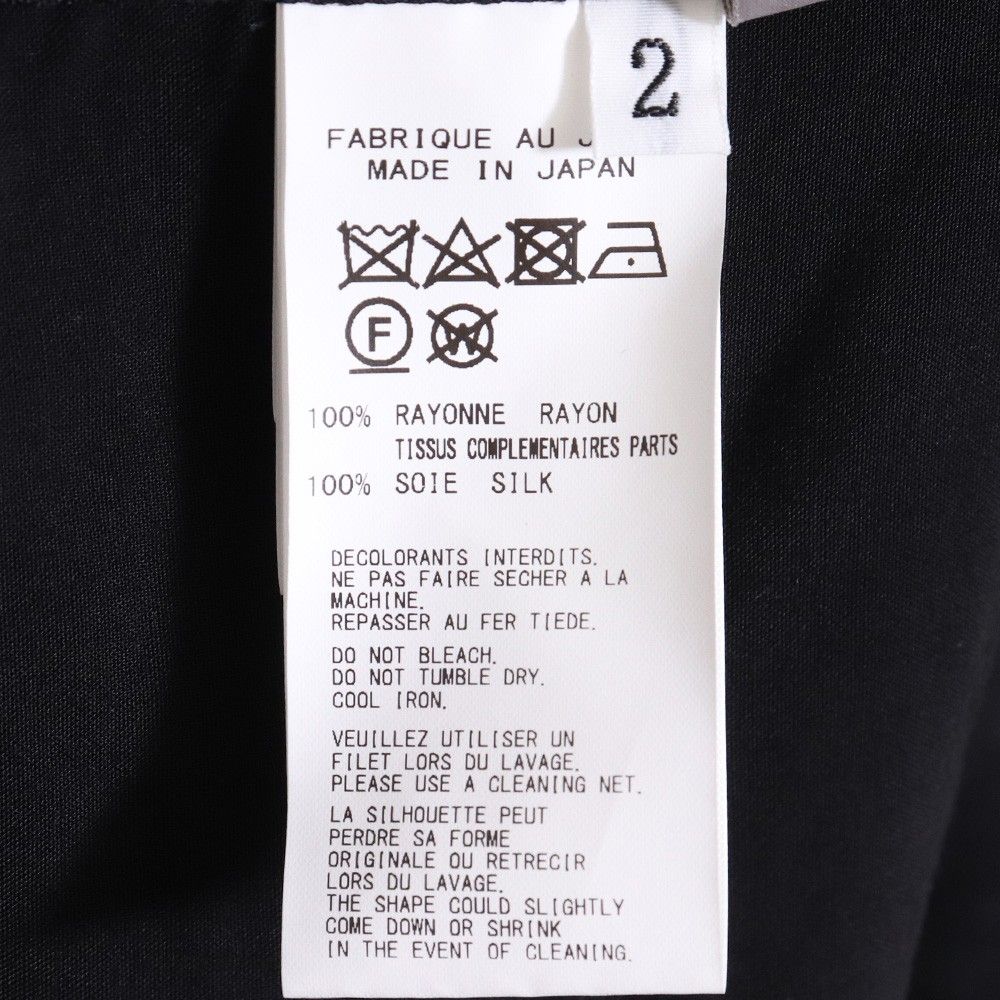 2
FABRIQUE AU
MADE IN JAPAN
F
W
100% RAYONNE RAYON
TISSUS COMPLEMENTAIRES PARTS
100% SOIE SILK
DECOLORANTS INTERDITS.
NE PAS FAIRE SECHER A LA
MACHINE.
REPASSER AU FER TIEDE.
DO NOT BLEACH.
DO NOT TUMBLE DRY.
COOL IRON.
VEUILLEZ UTILISER UN
FILET LORS DU LAVAGE.
PLEASE USE A CLEANING NET.
LA SILHOUETTE PEUT
PERDRE SA FORME
ORIGINALE OU RETRECIR
LORS DU LAVAGE.
THE SHAPE COULD SLIGHTLY
COME DOWN OR SHRINK
IN THE EVENT OF CLEANING.